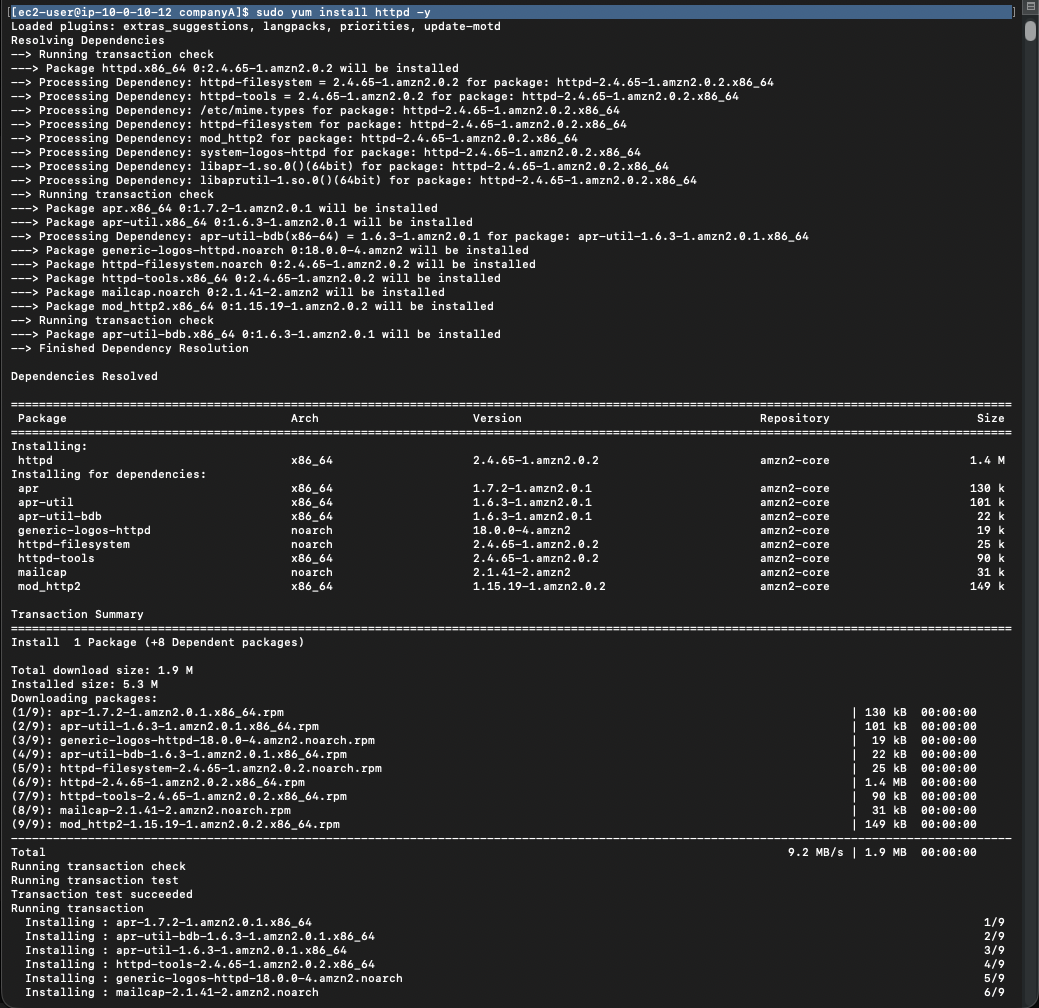 [[ec2-user@ip-10-0-10-12 companyA]$ sudo yum install httpd -y ]
Loaded plugins: extras_suggestions, langpacks, priorities, update-motd
Resolving Dependencies
--> Running transaction check
---> Package httpd.x86_64 0:2.4.65-1.amzn2.0.2 will be installed
--> Processing Dependency: httpd-filesystem = 2.4.65-1.amzn2.0.2 for package: httpd-2.4.65-1.amzn2.0.2.x86_64
--> Processing Dependency: httpd-tools = 2.4.65-1.amzn2.0.2 for package: httpd-2.4.65-1.amzn2.0.2.x86_64
--> Processing Dependency: /etc/mime.types for package: httpd-2.4.65-1.amzn2.0.2.x86_64
--> Processing Dependency: httpd-filesystem for package: httpd-2.4.65-1.amzn2.0.2.x86_64
--> Processing Dependency: mod_http2 for package: httpd-2.4.65-1.amzn2.0.2.x86_64
--> Processing Dependency: system-logos-httpd for package: httpd-2.4.65-1.amzn2.0.2.x86_64
--> Processing Dependency: libapr-1.so.0()(64bit) for package: httpd-2.4.65-1.amzn2.0.2.x86_64
--> Processing Dependency: libaprutil-1.so.0()(64bit) for package: httpd-2.4.65-1.amzn2.0.2.x86_64
--> Running transaction check
---> Package apr.x86_64 0:1.7.2-1.amzn2.0.1 will be installed
---> Package apr-util.x86_64 0:1.6.3-1.amzn2.0.1 will be installed
--> Processing Dependency: apr-util-bdb(x86-64) = 1.6.3-1.amzn2.0.1 for package: apr-util-1.6.3-1.amzn2.0.1.x86_64
---> Package generic-logos-httpd.noarch 0:18.0.0-4.amzn2 will be installed
---> Package httpd-filesystem.noarch 0:2.4.65-1.amzn2.0.2 will be installed
---> Package httpd-tools.x86_64 0:2.4.65-1.amzn2.0.2 will be installed
---> Package mailcap.noarch 0:2.1.41-2.amzn2 will be installed
---> Package mod_http2.x86_64 0:1.15.19-1.amzn2.0.2 will be installed
--> Running transaction check
---> Package apr-util-bdb.x86_64 0:1.6.3-1.amzn2.0.1 will be installed
--> Finished Dependency Resolution
Dependencies Resolved
Package Arch Version Repository Size
Installing:
httpd x86_64 2.4.65-1.amzn2.0.2 amzn2-core 1.4 M
Installing for dependencies:
apr x86_64 1.7.2-1.amzn2.0.1 amzn2-core 130 k
apr-util x86_64 1.6.3-1.amzn2.0.1 amzn2-core 101 k
apr-util-bdb x86_64 1.6.3-1.amzn2.0.1 amzn2-core 22 k
generic-logos-httpd noarch 18.0.0-4.amzn2 amzn2-core 19 k
httpd-filesystem noarch 2.4.65-1.amzn2.0.2 amzn2-core 25 k
httpd-tools x86_64 2.4.65-1.amzn2.0.2 amzn2-core 90 k
mailcap noarch 2.1.41-2.amzn2 amzn2-core 31 k
mod_http2 x86_64 1.15.19-1.amzn2.0.2 amzn2-core 149 k
Transaction Summary
Install 1 Package (+8 Dependent packages)
Total download size: 1.9 M
Installed size: 5.3 M
Downloading packages:
(1/9): apr-1.7.2-1.amzn2.0.1.x86_64.rpm | 130 kB 00:00:00
(2/9): apr-util-1.6.3-1.amzn2.0.1.x86_64.rpm | 101 kB 00:00:00
(3/9): generic-logos-httpd-18.0.0-4.amzn2.noarch.rpm | 19 kB 00:00:00
(4/9): apr-util-bdb-1.6.3-1.amzn2.0.1.x86_64.rpm | 22 kB 00:00:00
(5/9): httpd-filesystem-2.4.65-1.amzn2.0.2.noarch.rpm | 25 kB 00:00:00
(6/9): httpd-2.4.65-1.amzn2.0.2.x86_64.rpm | 1.4 MB 00:00:00
(7/9): httpd-tools-2.4.65-1.amzn2.0.2.x86_64.rpm | 90 kB 00:00:00
(8/9): mailcap-2.1.41-2.amzn2.noarch.rpm | 31 kB 00:00:00
(9/9): mod_http2-1.15.19-1.amzn2.0.2.x86_64.rpm | 149 kB 00:00:00
Total 9.2 MB/s | 1.9 MB 00:00:00
Running transaction check
Running transaction test
Transaction test succeeded
Running transaction
Installing : apr-1.7.2-1.amzn2.0.1.x86_64 1/9
Installing : apr-util-bdb-1.6.3-1.amzn2.0.1.x86_64 2/9
Installing : apr-util-1.6.3-1.amzn2.0.1.x86_64 3/9
Installing : httpd-tools-2.4.65-1.amzn2.0.2.x86_64 4/9
Installing : generic-logos-httpd-18.0.0-4.amzn2.noarch 5/9
Installing : mailcap-2.1.41-2.amzn2.noarch 6/9